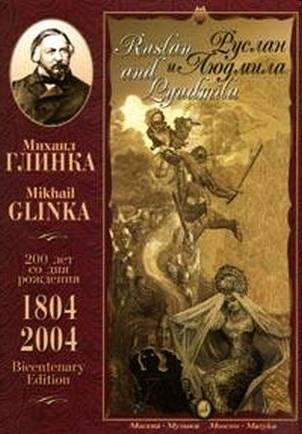 Руслан
и Людмила
Ruslan
and
Lyudmila
Михаил
ГЛИНКА
Mikhail
GLINKA
200 лет
со дня
рождения
1804
2004
Bicentenary
Edition
Москва · Музыка Moscow · Muzyka